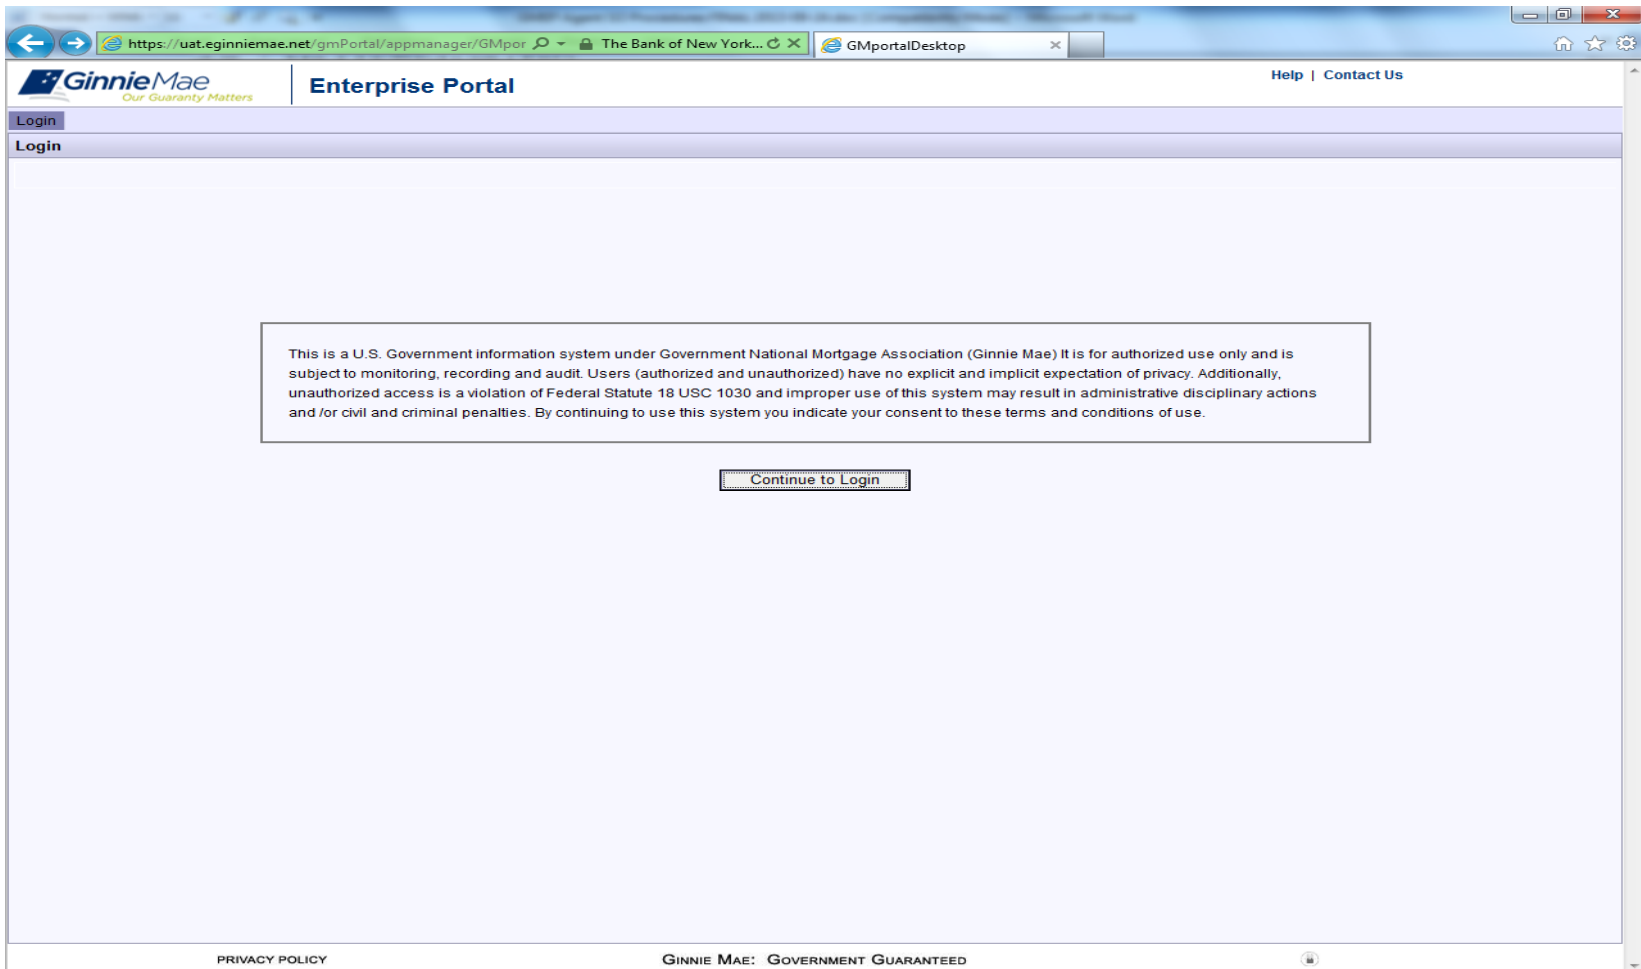 https://uat.eginniemae.net/gmPortal/appmanager/GMpor
The Bank of New York...
GMportalDesktop
GinnieMae
Our Guaranty Matters
Enterprise Portal
Help | Contact Us
Login
Login
This is a U.S. Government information system under Government National Mortgage Association (Ginnie Mae) It is for authorized use only and is
subject to monitoring, recording and audit. Users (authorized and unauthorized) have no explicit and implicit expectation of privacy. Additionally,
unauthorized access is a violation of Federal Statute 18 USC 1030 and improper use of this system may result in administrative disciplinary actions
and /or civil and criminal penalties. By continuing to use this system you indicate your consent to these terms and conditions of use.
Continue to Login
PRIVACY POLICY
GINNIE MAE: GOVERNMENT GUARANTEED